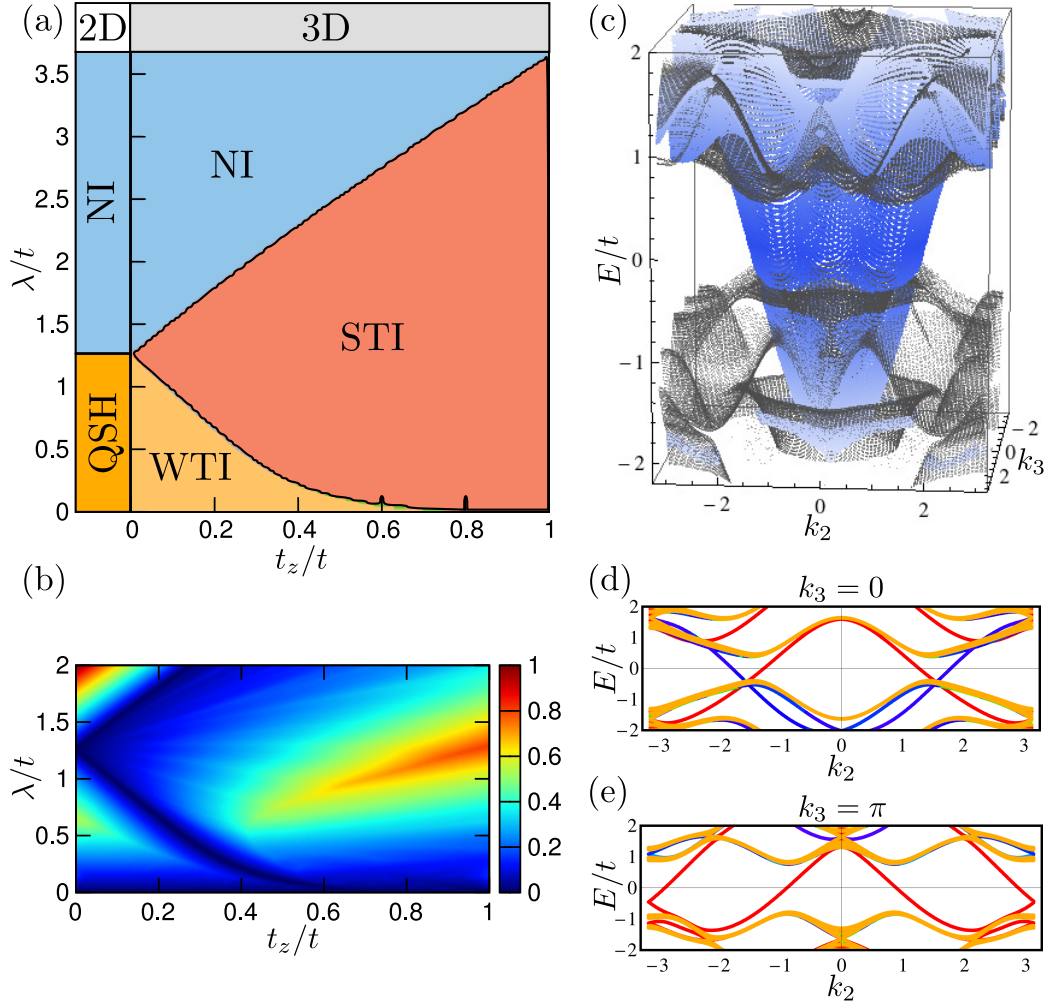 (a)
2D 3D
3.5
3
2.5
2
1.5
1
0.5
0
λ/t
NI
QSH
NI
STI
WTI
0 0.2 0.4 0.6 0.8 1
t_z/t
(b)
2
1.5
1
0.5
0
λ/t
0 0.2 0.4 0.6 0.8 1
t_z/t
1
0.8
0.6
0.4
0.2
0
(c)
2
1
0
−1
−2
E/t
−2 0 2
k_2
−2
0
2
k_3
(d)
k_3 = 0
2
1
0
−1
−2
E/t
−3 −2 −1 0 1 2 3
k_2
(e)
k_3 = π
2
1
0
−1
−2
E/t
−3 −2 −1 0 1 2 3
k_2